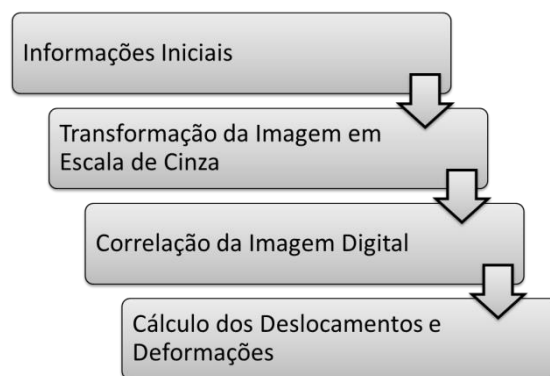 Informações Iniciais
Transformação da Imagem em
Escala de Cinza
Correlação da Imagem Digital
Cálculo dos Deslocamentos e
Deformações